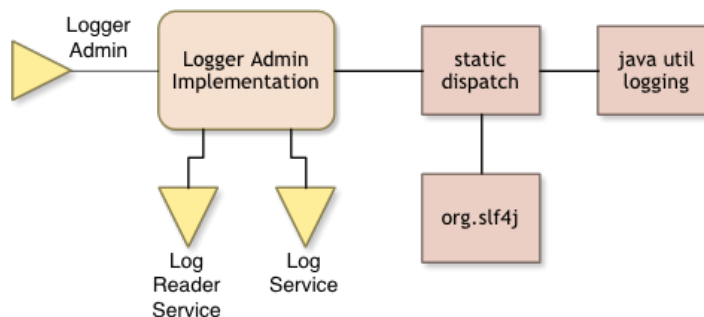 Logger
Admin
Logger Admin
Implementation
static
dispatch
java util
logging
org.slf4j
Log
Reader
Service
Log
Service